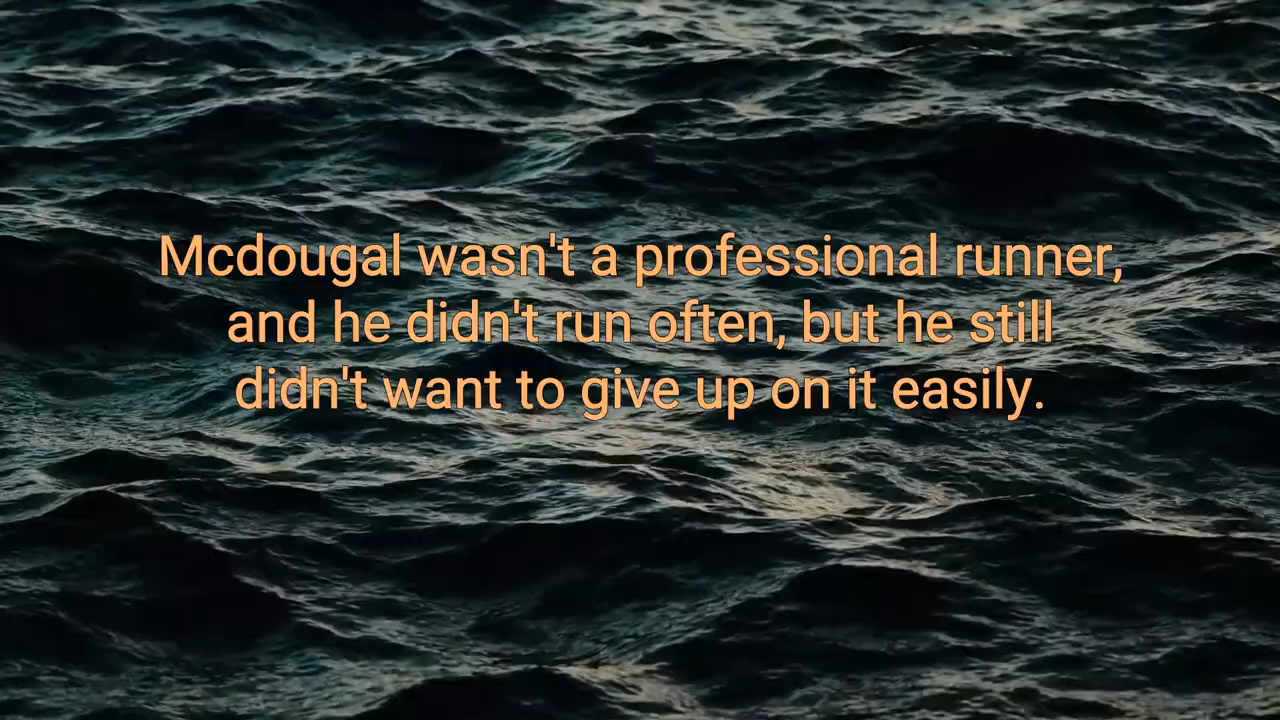 Mcdougal wasn't a professional runner,
and he didn't run often, but he still
didn't want to give up on it easily.